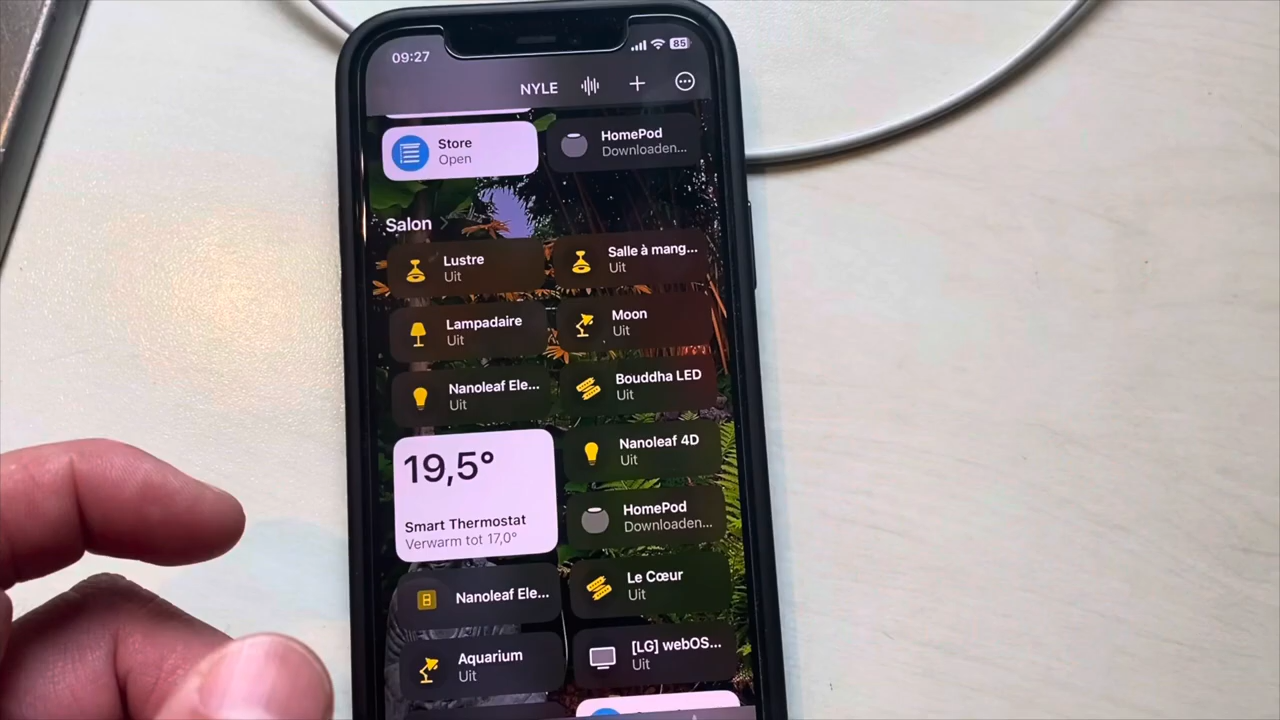 09:27
85
NYLE
Store
Open
HomePod
Downloaden...
Salon
Lustre
Uit
Salle à mang...
Uit
Lampadaire
Uit
Moon
Uit
Nanoleaf Ele...
Uit
Bouddha LED
Uit
19,5°
Smart Thermostat
Verwarm tot 17,0°
Nanoleaf 4D
Uit
HomePod
Downloaden...
Nanoleaf Ele...
Le Cœur
Uit
Aquarium
Uit
[LG] webOS...
Uit